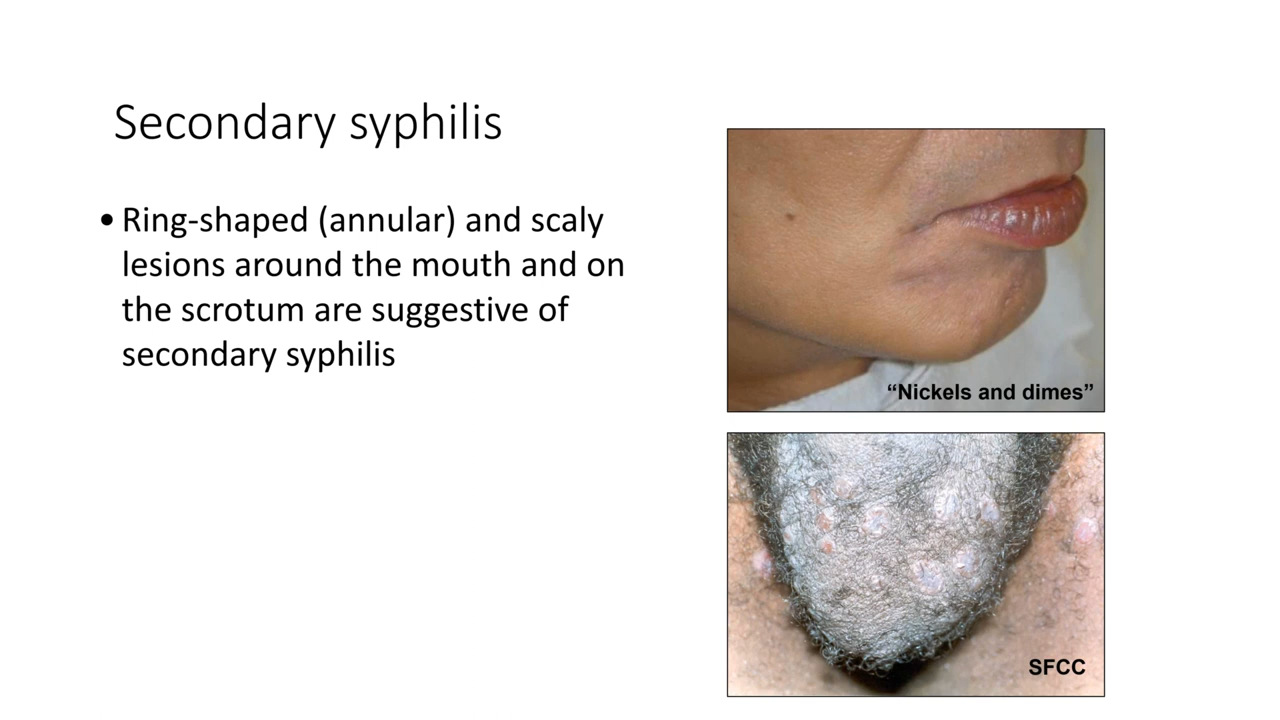 Secondary syphilis
• Ring-shaped (annular) and scaly
lesions around the mouth and on
the scrotum are suggestive of
secondary syphilis
“Nickels and dimes”
SFCC